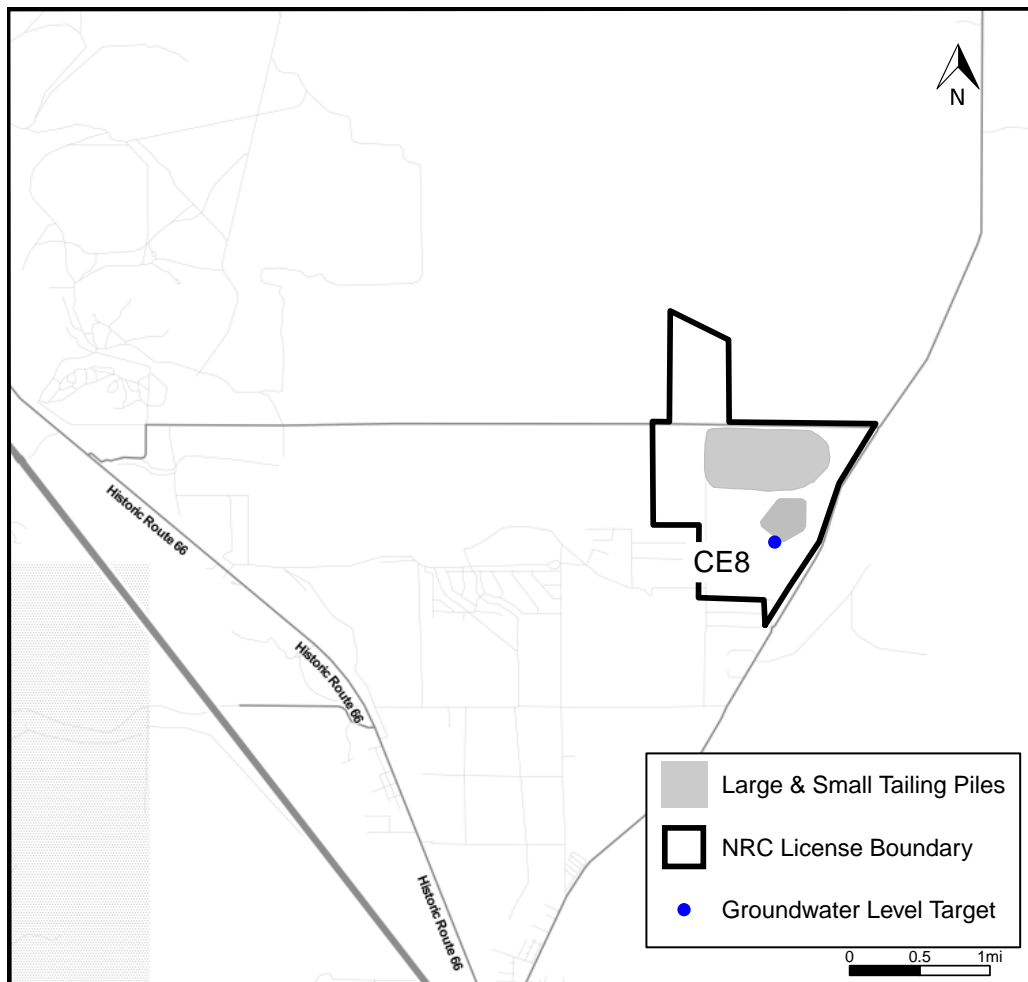 N
Historic Route 66
CE8
Historic Route 66
Historic Route 66
Large & Small Tailing Piles
NRC License Boundary
Groundwater Level Target
0 0.5 1mi